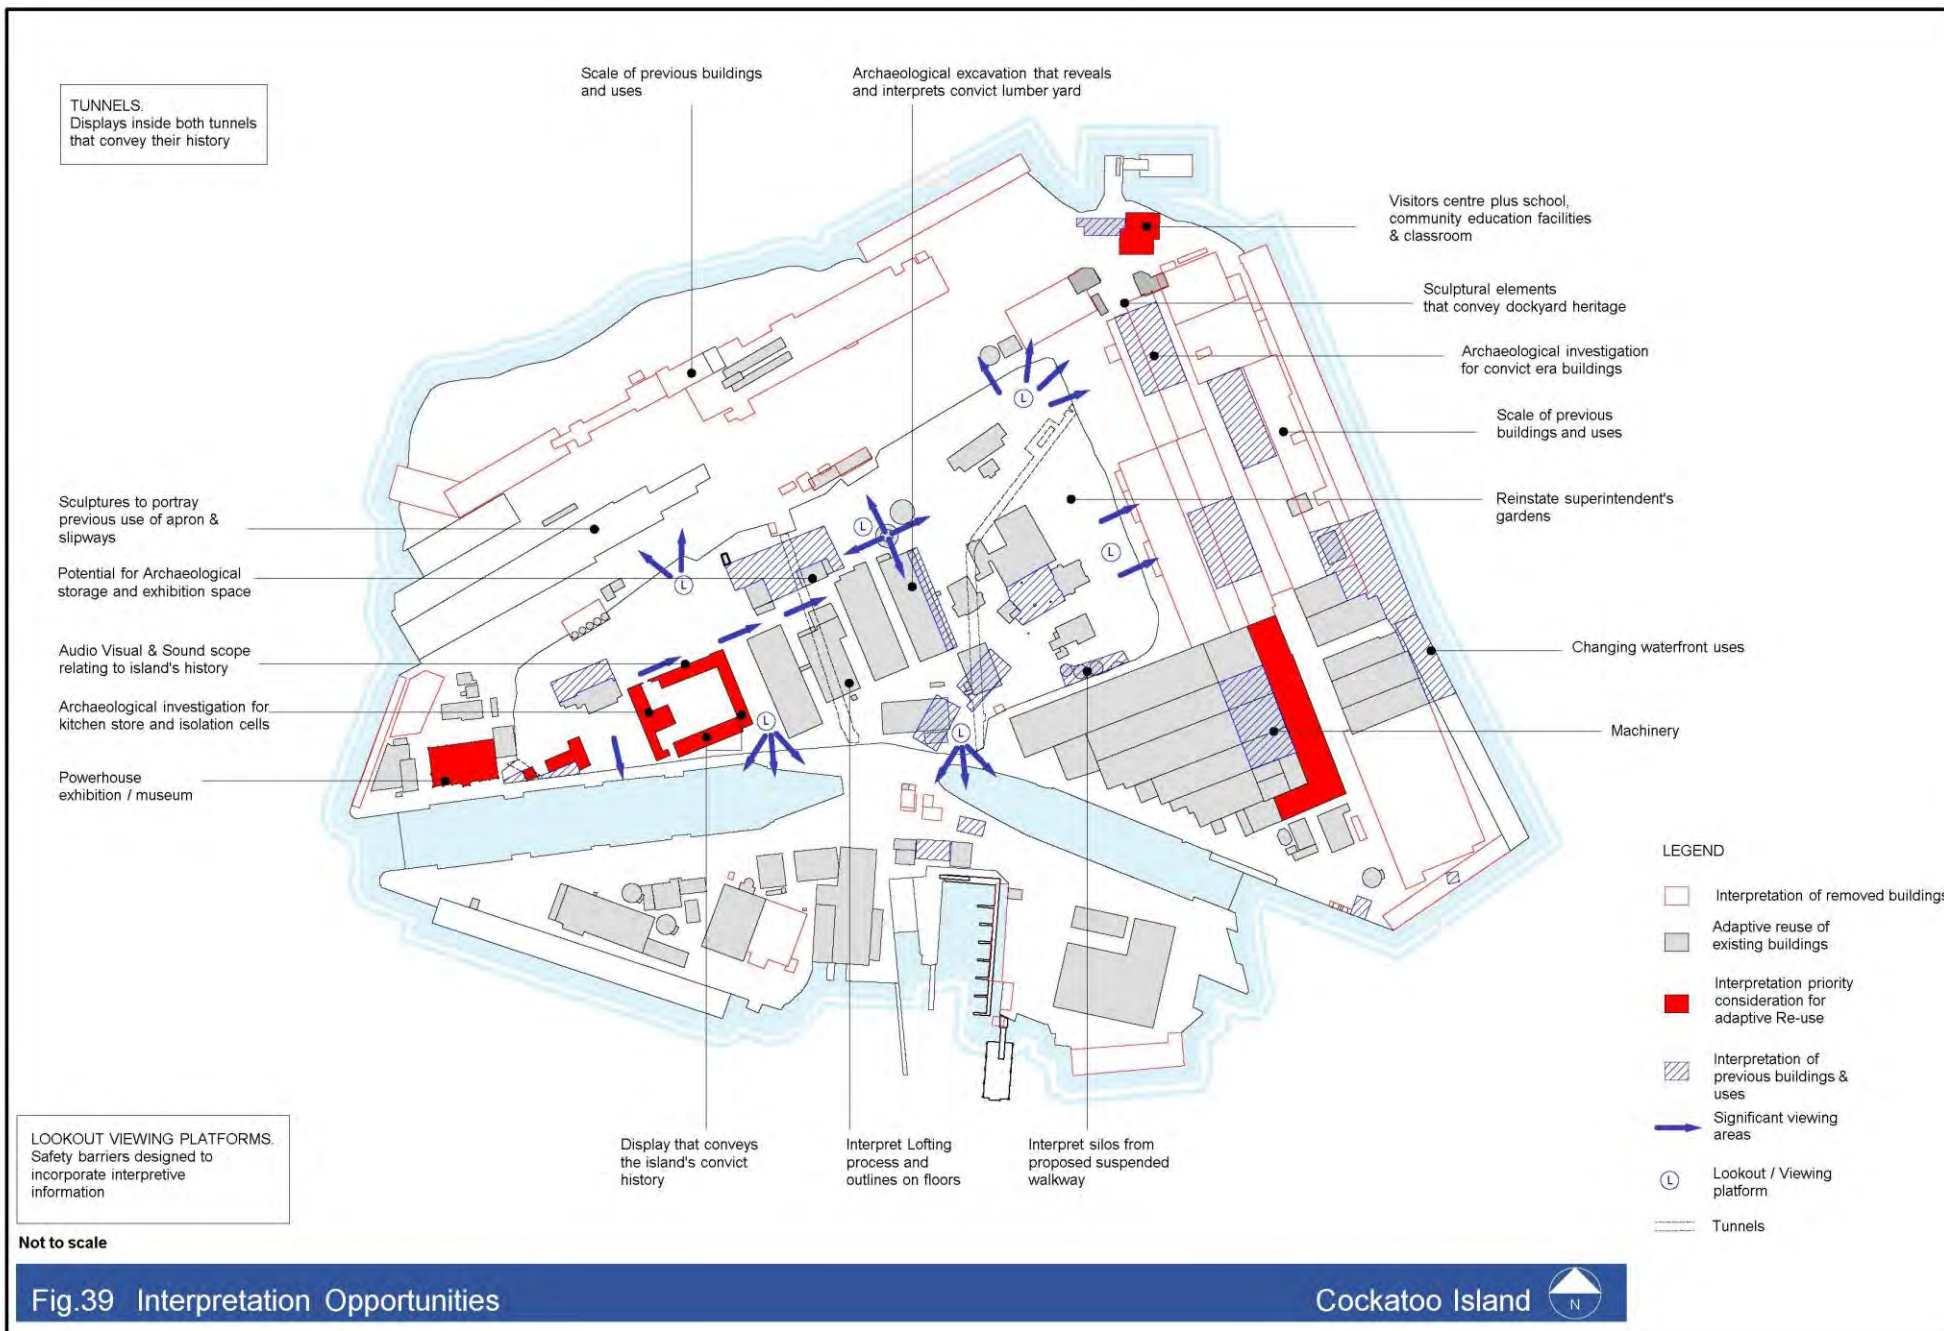 TUNNELS.
Displays inside both tunnels
that convey their history
Scale of previous buildings
and uses
Archaeological excavation that reveals
and interprets convict lumber yard
Visitors centre plus school,
community education facilities
& classroom
Sculptural elements
that convey dockyard heritage
Archaeological investigation
for convict era buildings
Scale of previous
buildings and uses
Reinstate superintendent's
gardens
Changing waterfront uses
Machinery
Sculptures to portray
previous use of apron &
slipways
Potential for Archaeological
storage and exhibition space
Audio Visual & Sound scope
relating to island's history
Archaeological investigation for
kitchen store and isolation cells
Powerhouse
exhibition / museum
L
L
L
L
L
L
Display that conveys
the island's convict
history
Interpret Lofting
process and
outlines on floors
Interpret silos from
proposed suspended
walkway
LOOKOUT VIEWING PLATFORMS.
Safety barriers designed to
incorporate interpretive
information
LEGEND
Interpretation of removed buildings
Adaptive reuse of
existing buildings
Interpretation priority
consideration for
adaptive Re-use
Interpretation of
previous buildings &
uses
Significant viewing
areas
L
Lookout / Viewing
platform
Tunnels
Not to scale
Fig.39 Interpretation Opportunities
Cockatoo Island
N